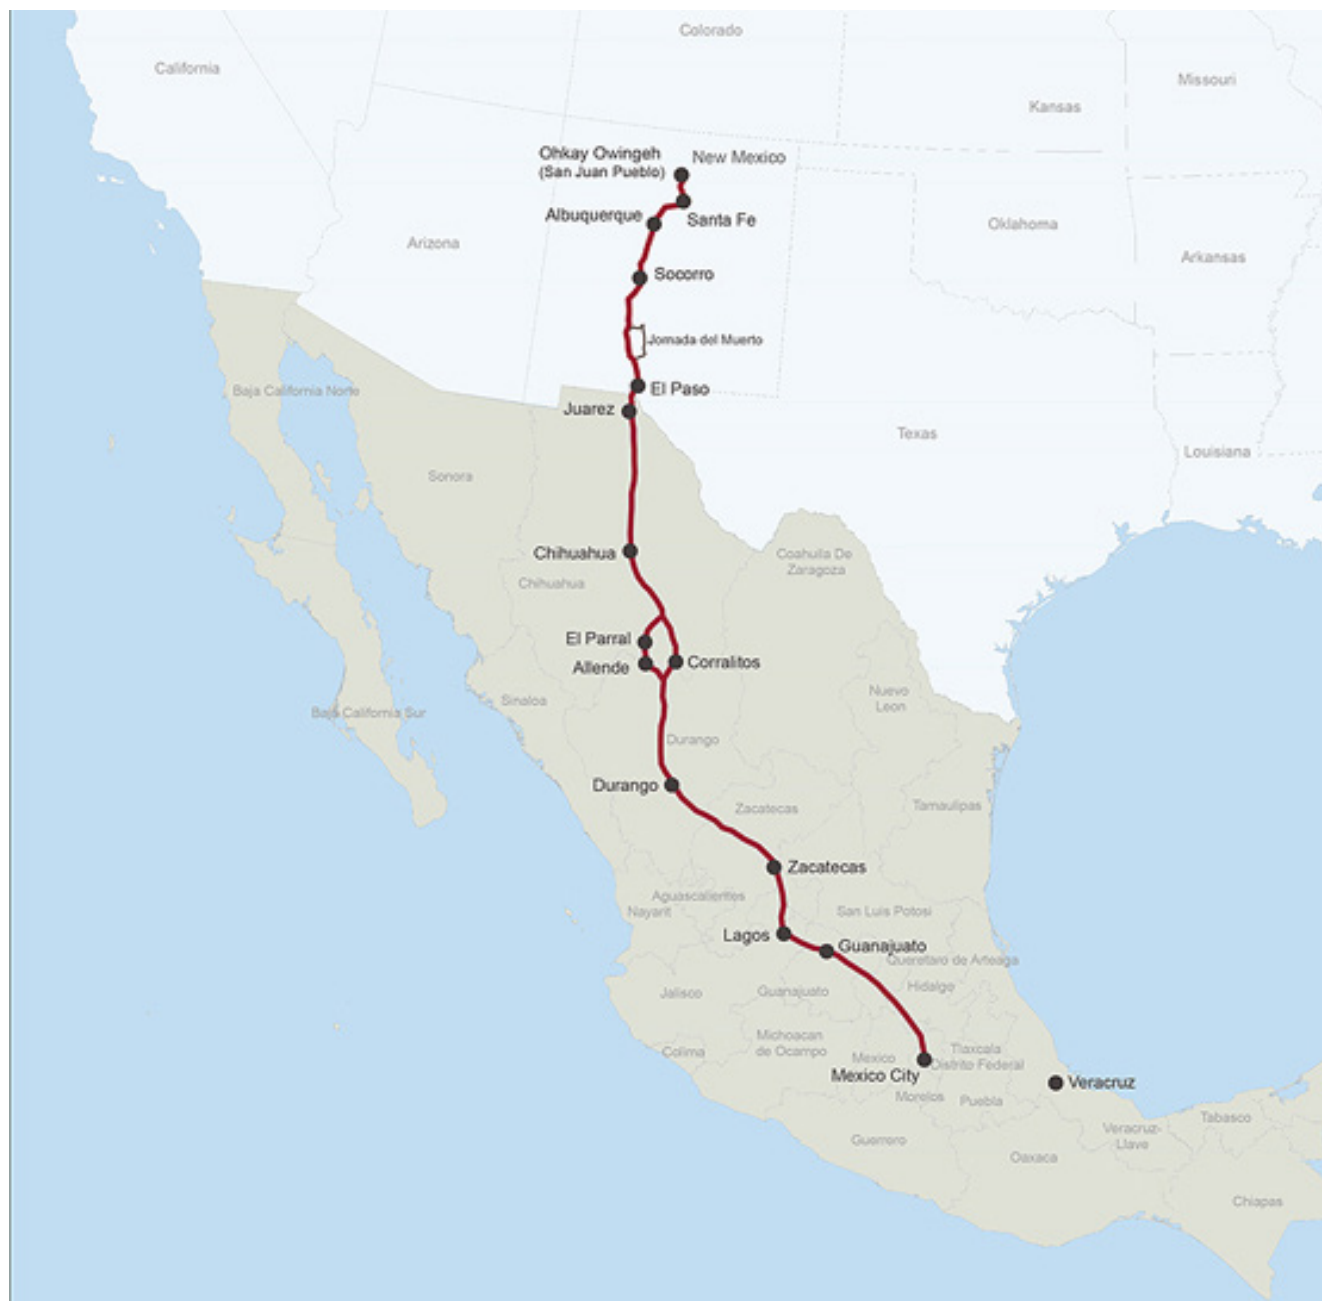 Colorado
California
Missouri
Kansas
Ohkay Owingeh
(San Juan Pueblo)
New Mexico
Albuquerque
Santa Fe
Oklahoma
Arizona
Arkansas
Socorro
Jornada del Muerto
El Paso
Baja California Norte
Juarez
Texas
Louisiana
Sonora
Chihuahua
Coahuila De
Zaragoza
Chihuahua
El Parral
Allende
Corralitos
Nuevo
Leon
Sinaloa
Baja California Sur
Durango
Durango
Zacatecas
Tamaulipas
Zacatecas
Aguascalientes
Nayarit
San Luis Potosi
Lagos
Guanajuato
Queretaro de Arteaga
Jalisco
Guanajuato
Hidalgo
Michoacan
de Ocampo
Colima
Mexico
Tlaxcala
Distrito Federal
Mexico City
Veracruz
Morelos
Puebla
Tabasco
Veracruz-
Llave
Guerrero
Oaxaca
Chiapas